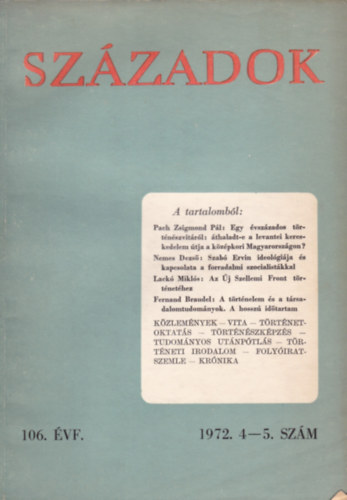 SZÁZADOK
A tartalomból:
Pach Zsigmond Pál: Egy évszázados tör-
ténészvitáról: áthaladt-e a levantei keres-
kedelem útja a középkori Magyarországon?
Nemes Dezső: Szabó Ervin ideológiája és
kapcsolata a forradalmi szocialistákkal
Lackó Miklós: Az Új Szellemi Front tör-
ténetéhez
Fernand Braudel: A történelem és a társa-
dalomtudományok. A hosszú időtartam
KÖZLEMÉNYEK — VITA — TÖRTÉNET-
OKTATÁS — TÖRTÉNÉSZKÉPZÉS —
TUDOMÁNYOS UTÁNPÓTLÁS — TÖR-
TÉNETI IRODALOM — FOLYÓIRAT-
SZEMLE — KRÓNIKA
106. ÉVF. 1972. 4—5. SZÁM